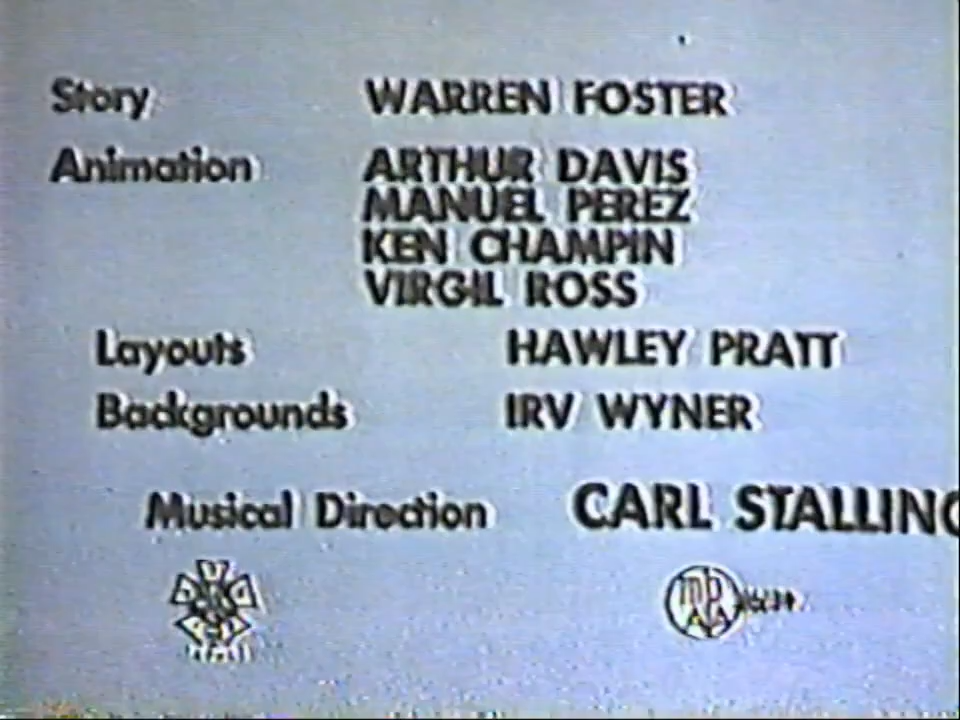 Story WARREN FOSTER
Animation ARTHUR DAVIS
MANUEL PEREZ
KEN CHAMPIN
VIRGIL ROSS
Layouts HAWLEY PRATT
Backgrounds IRV WYNER
Musical Direction CARL STALLING